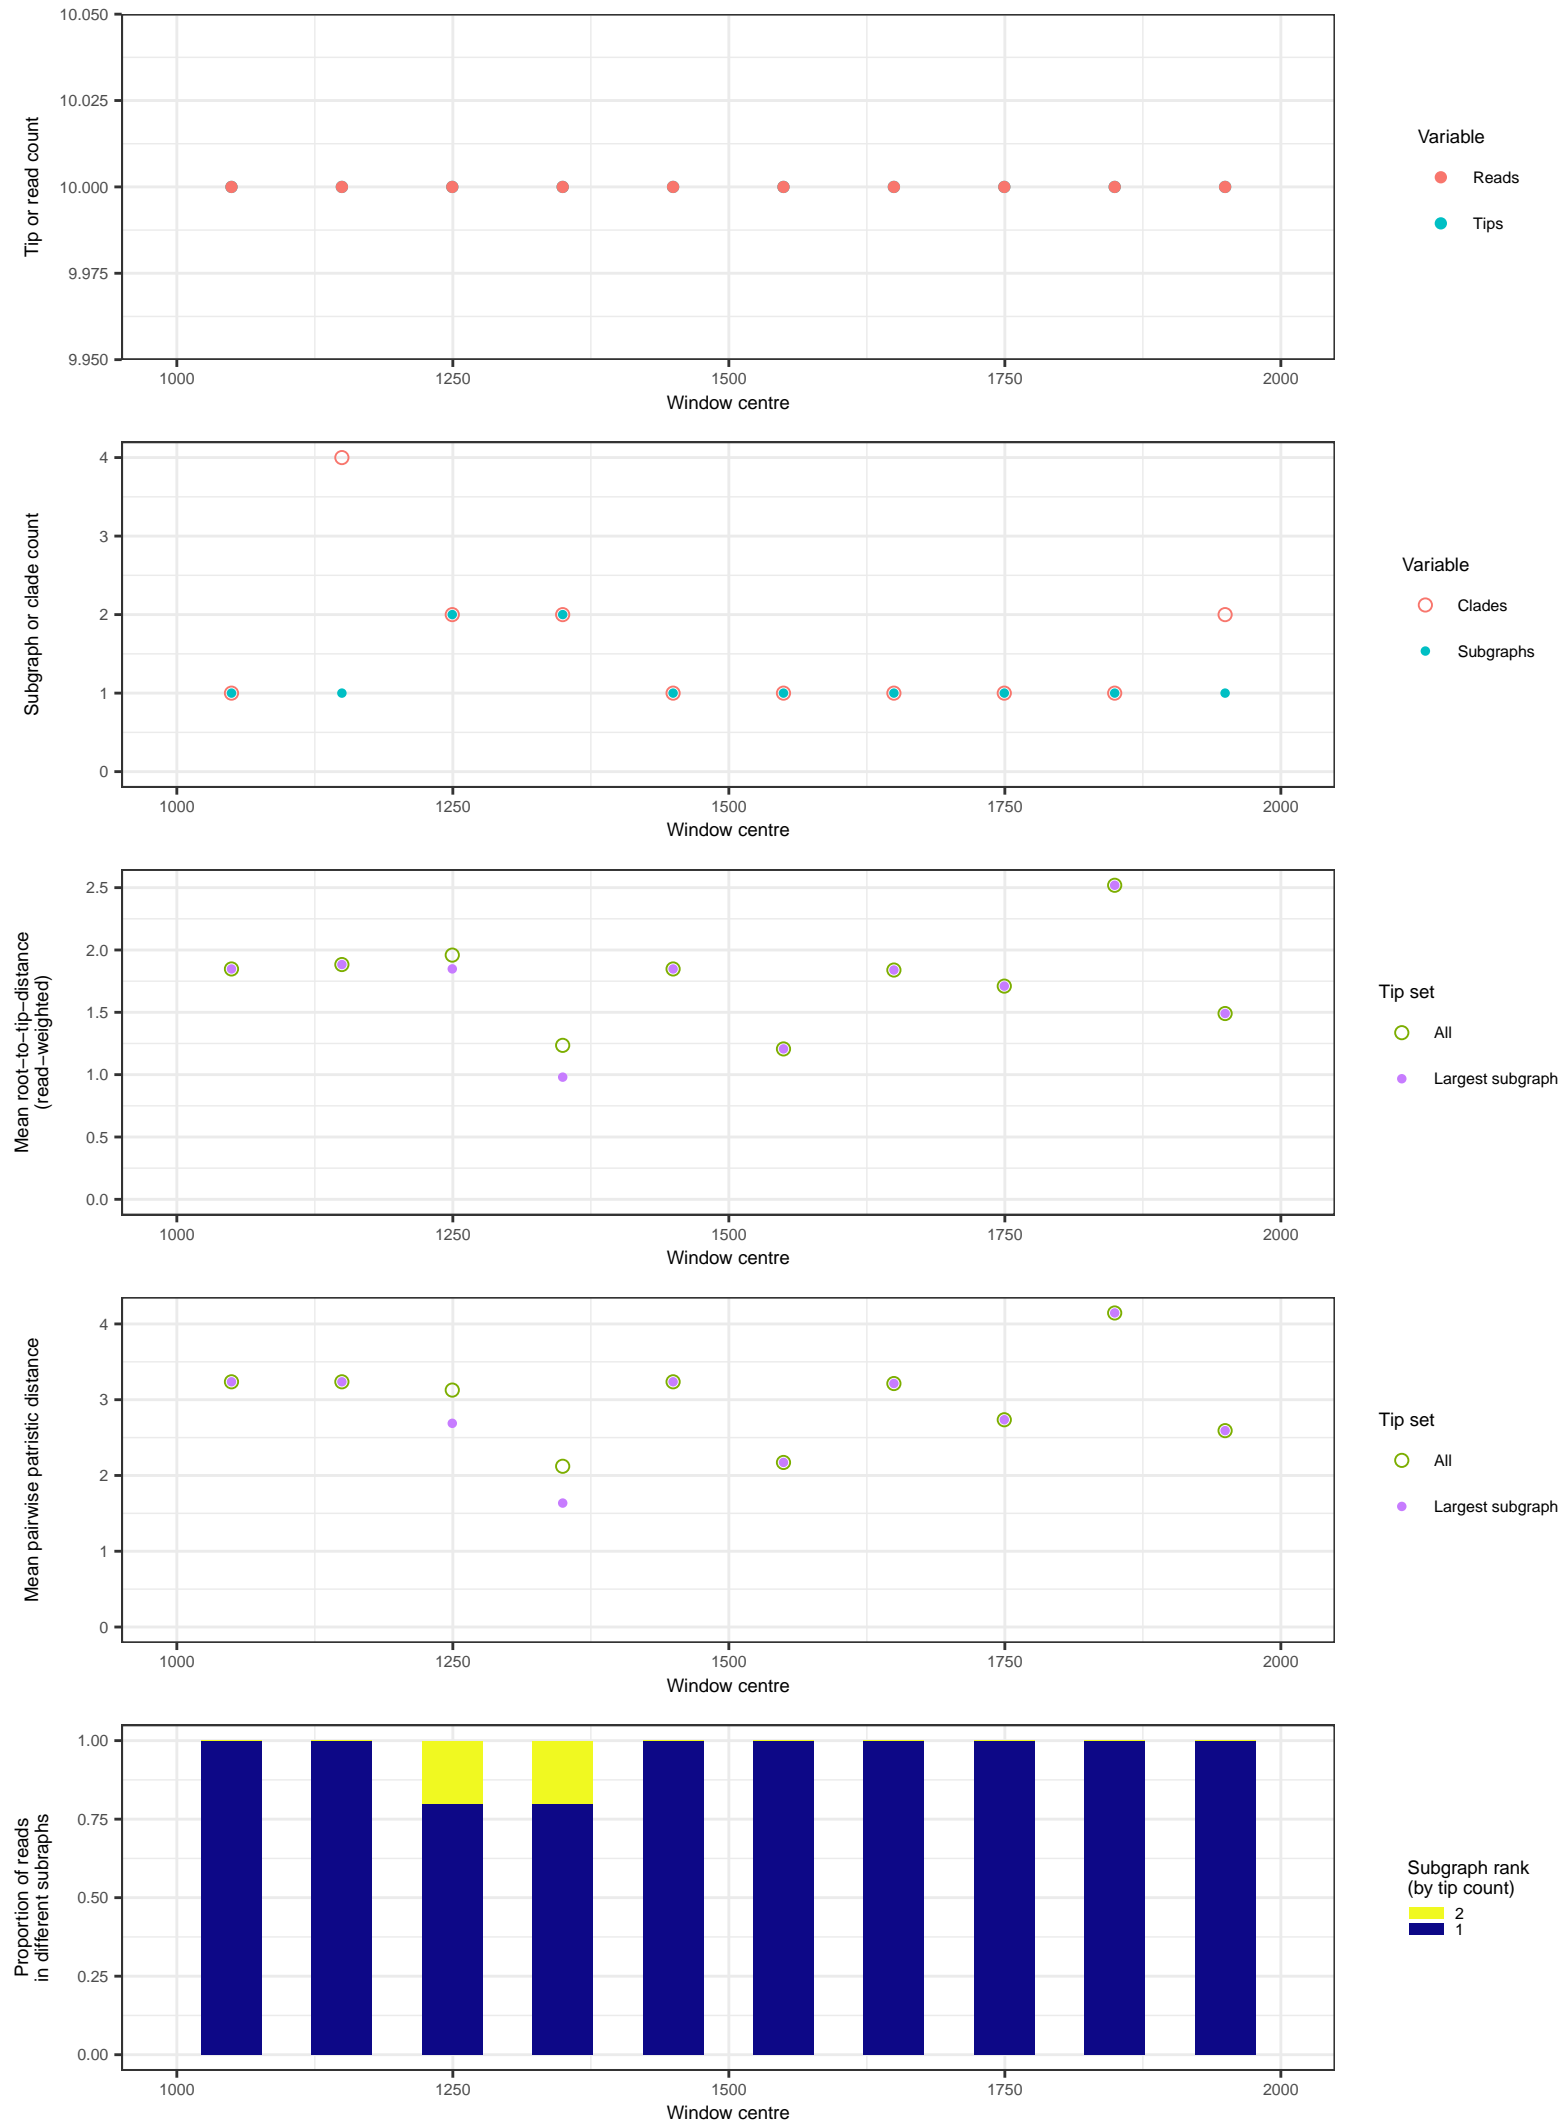 10.050
10.025
10.000
9.975
9.950
Tip or read count
1000 1250 1500 1750 2000
Window centre
Variable
Reads
Tips
4
3
2
1
0
Subgraph or clade count
1000 1250 1500 1750 2000
Window centre
Variable
Clades
Subgraphs
2.5
2.0
1.5
1.0
0.5
0.0
Mean root−to−tip−distance
(read−weighted)
1000 1250 1500 1750 2000
Window centre
Tip set
All
Largest subgraph
4
3
2
1
0
Mean pairwise patristic distance
1000 1250 1500 1750 2000
Window centre
Tip set
All
Largest subgraph
1.00
0.75
0.50
0.25
0.00
Proportion of reads
in different subraphs
1000 1250 1500 1750 2000
Window centre
Subgraph rank
(by tip count)
2
1